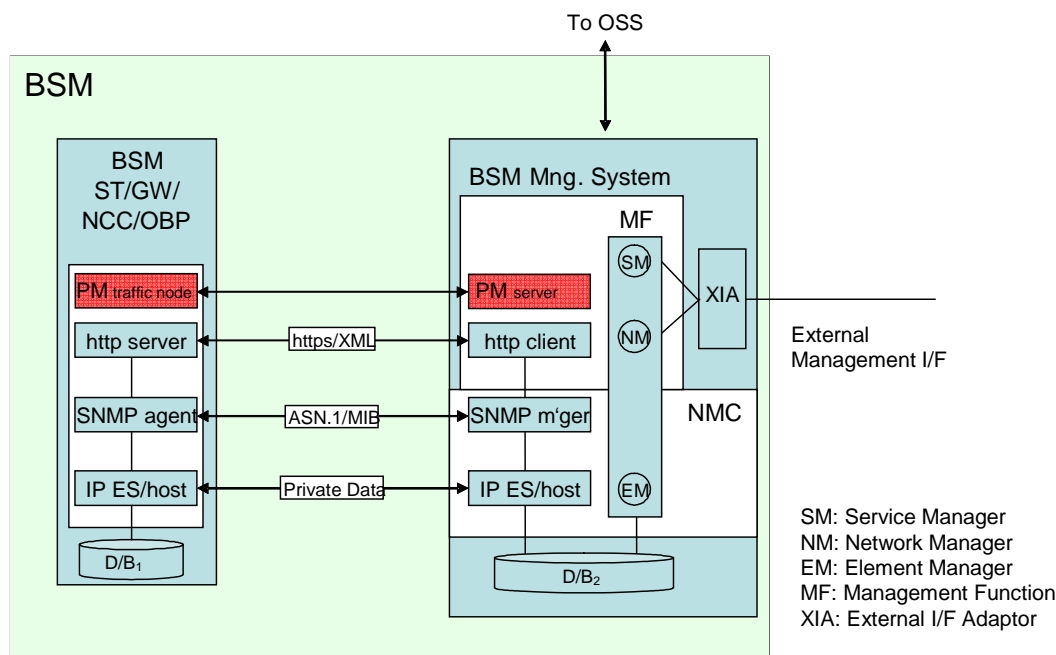 To OSS
BSM
BSM
ST/GW/
NCC/OBP
PM traffic node
http server
SNMP agent
IP ES/host
D/B1
https/XML
ASN.1/MIB
Private Data
BSM Mng. System
MF
SM
PM server
XIA
http client
NM
NMC
SNMP m'ger
IP ES/host
EM
D/B2
External
Management I/F
SM: Service Manager
NM: Network Manager
EM: Element Manager
MF: Management Function
XIA: External I/F Adaptor